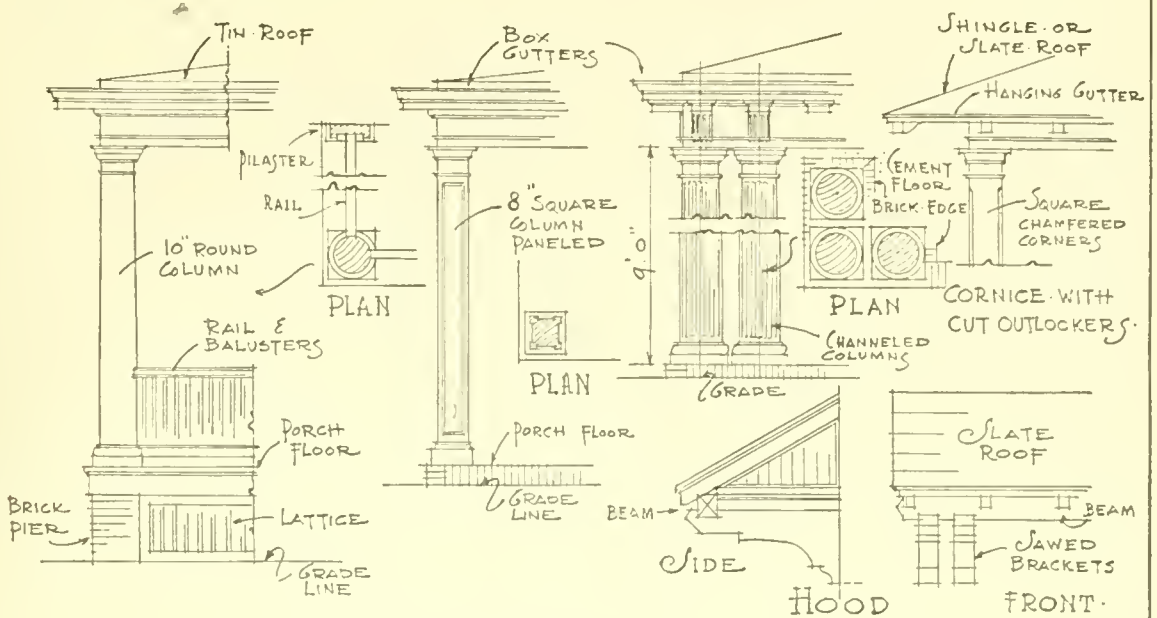 TIN · ROOF
BOX
GUTTERS
SHINGLE · OR
SLATE · ROOF
HANGING GUTTER
PILASTER
RAIL
10" ROUND
COLUMN
PLAN
8" SQUARE
COLUMN
PANELED
PLAN
9'. 0"
CEMENT
FLOOR
BRICK · EDGE
PLAN
SQUARE
CHAMFERED
CORNERS
CORNICE · WITH
CUT OUTLOCKERS ·
CHANNELED
COLUMNS
GRADE
RAIL &
BALUSTERS
PORCH
FLOOR
BRICK
PIER
LATTICE
GRADE
LINE
PORCH FLOOR
GRADE
LINE
BEAM
SIDE
HOOD
SLATE
ROOF
BEAM
SAWED
BRACKETS
FRONT ·